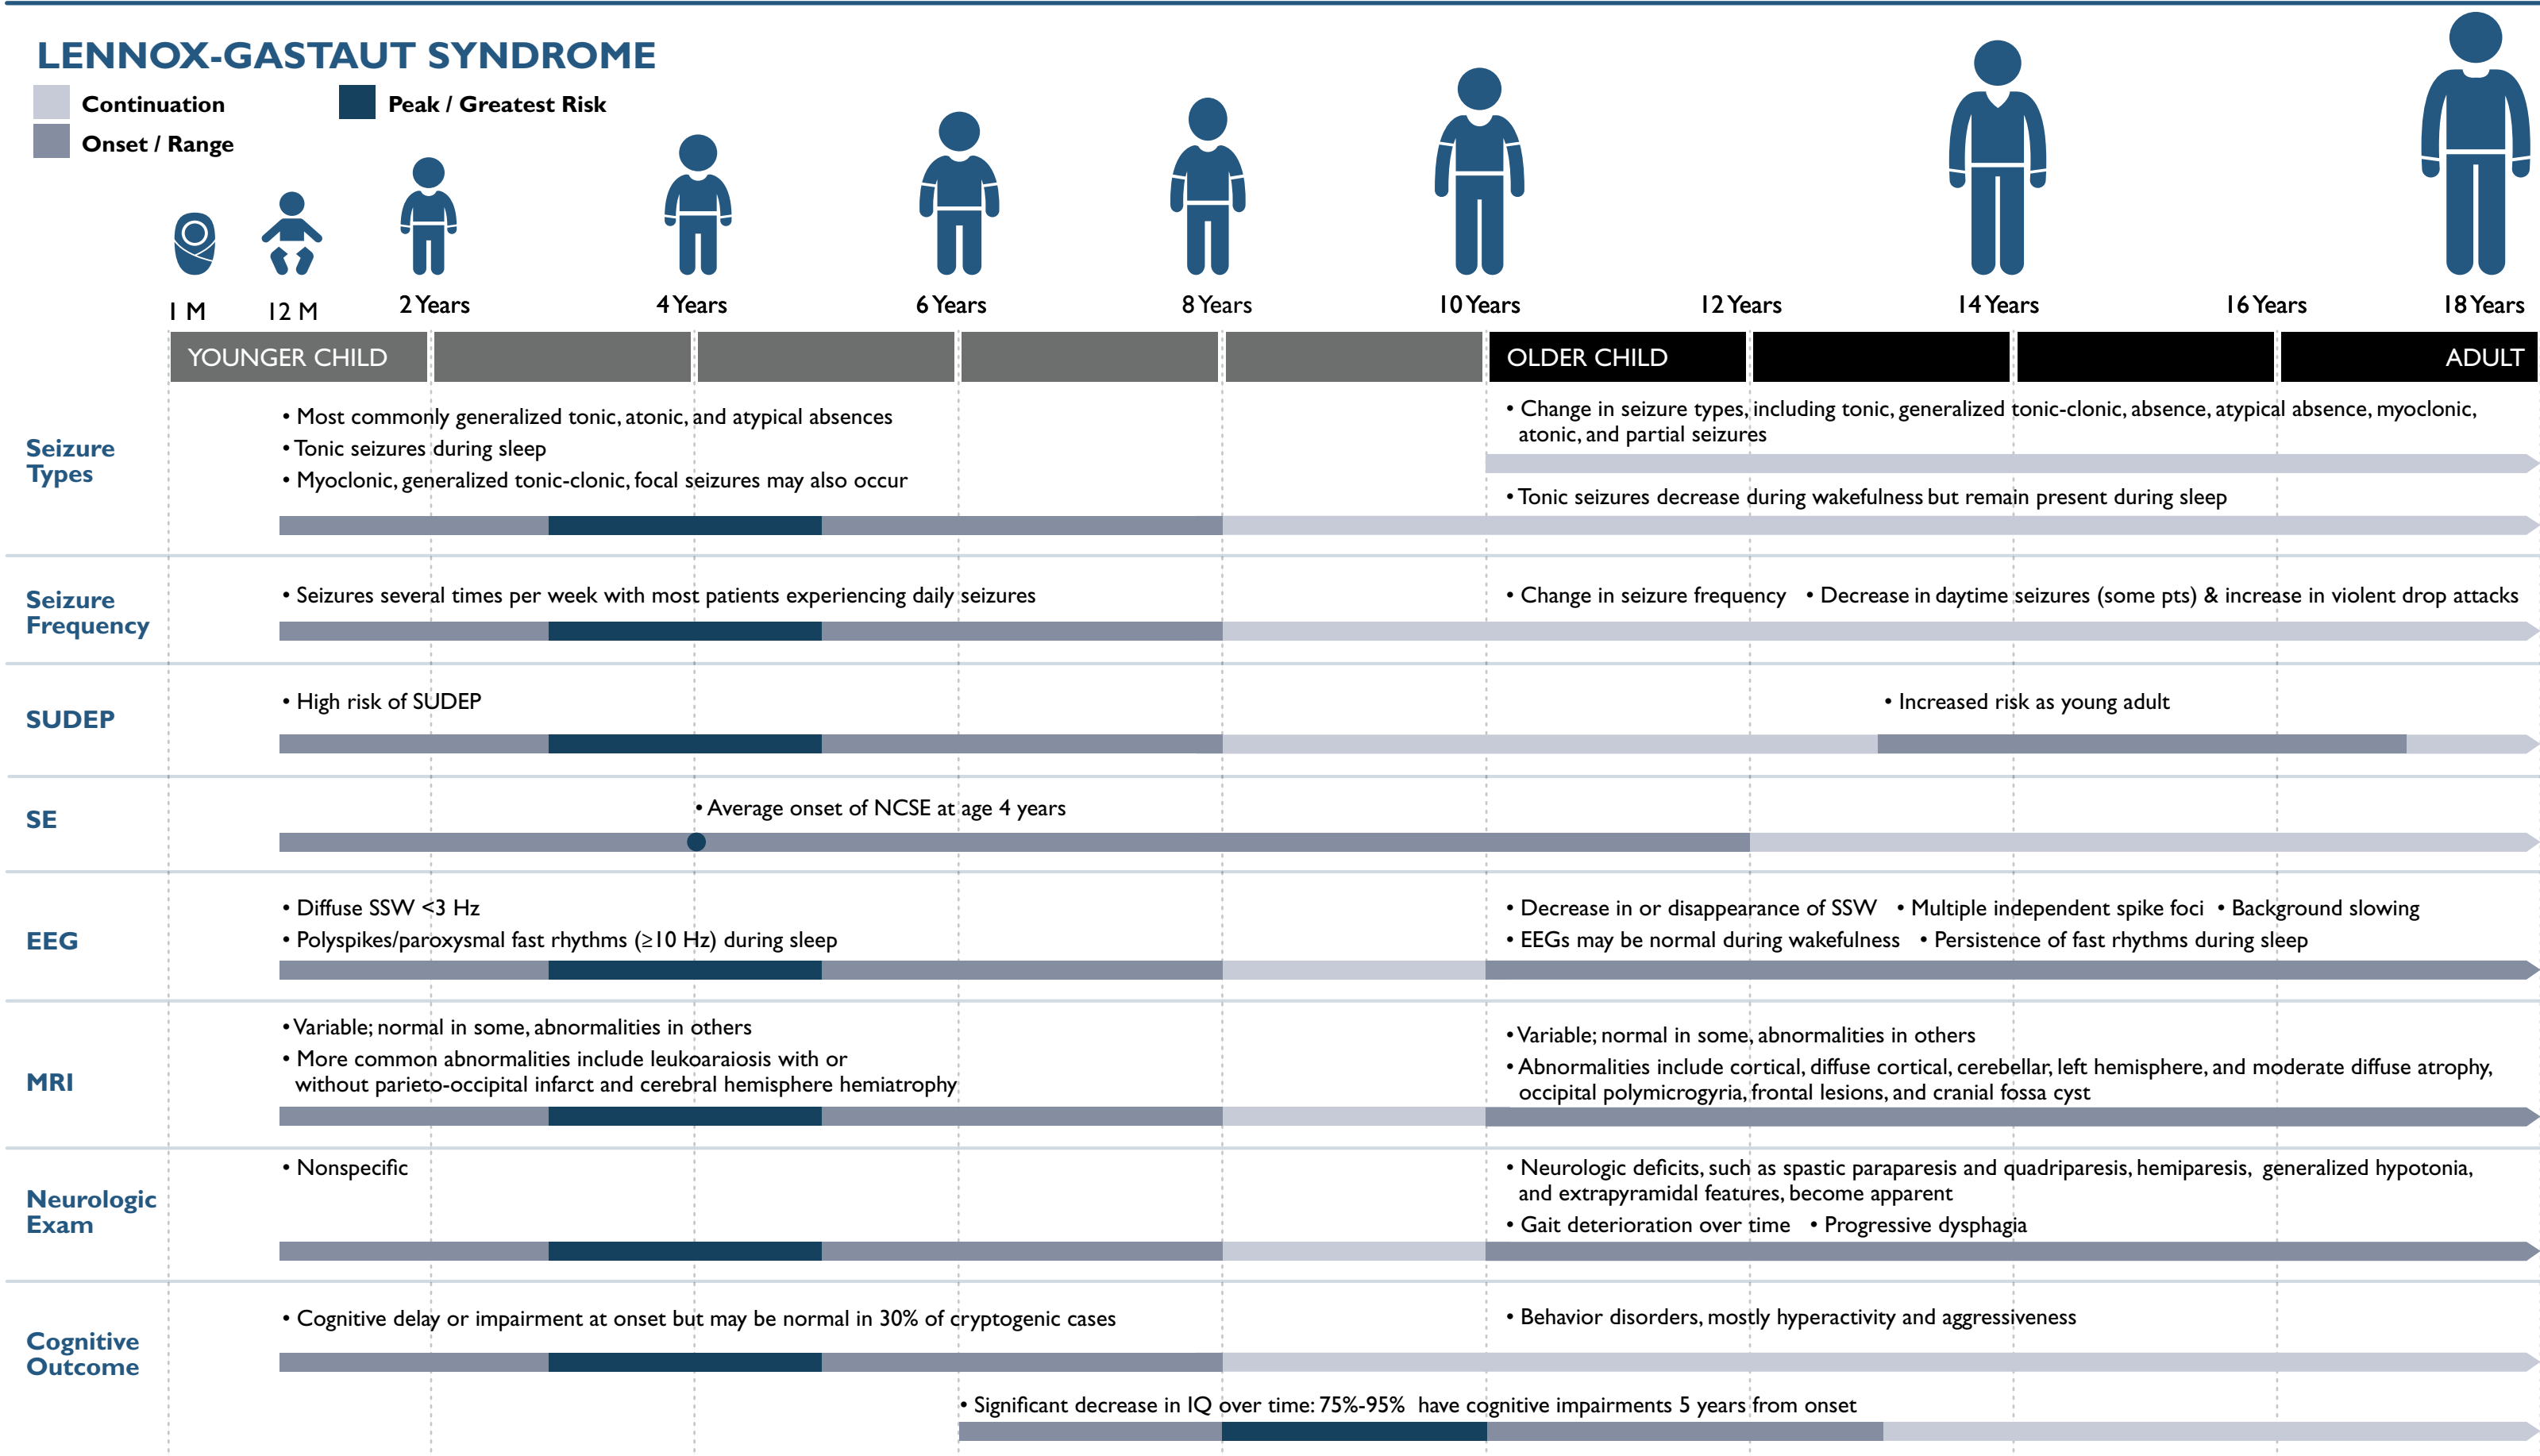 LENNOX-GASTAUT SYNDROME
Continuation
Peak / Greatest Risk
Onset / Range
1 M
12 M
2 Years
4 Years
6 Years
8 Years
10 Years
12 Years
14 Years
16 Years
18 Years
YOUNGER CHILD
OLDER CHILD
ADULT
Seizure
Types
• Most commonly generalized tonic, atonic, and atypical absences
• Tonic seizures during sleep
• Myoclonic, generalized tonic-clonic, focal seizures may also occur
• Change in seizure types, including tonic, generalized tonic-clonic, absence, atypical absence, myoclonic,
atonic, and partial seizures
• Tonic seizures decrease during wakefulness but remain present during sleep
Seizure
Frequency
• Seizures several times per week with most patients experiencing daily seizures
• Change in seizure frequency • Decrease in daytime seizures (some pts) & increase in violent drop attacks
SUDEP
• High risk of SUDEP
• Increased risk as young adult
SE
• Average onset of NCSE at age 4 years
EEG
• Diffuse SSW <3 Hz
• Polyspikes/paroxysmal fast rhythms (≥10 Hz) during sleep
• Decrease in or disappearance of SSW • Multiple independent spike foci • Background slowing
• EEGs may be normal during wakefulness • Persistence of fast rhythms during sleep
MRI
• Variable; normal in some, abnormalities in others
• More common abnormalities include leukoaraiosis with or
without parieto-occipital infarct and cerebral hemisphere hemiatrophy
• Variable; normal in some, abnormalities in others
• Abnormalities include cortical, diffuse cortical, cerebellar, left hemisphere, and moderate diffuse atrophy,
occipital polymicrogyria, frontal lesions, and cranial fossa cyst
Neurologic
Exam
• Nonspecific
• Neurologic deficits, such as spastic paraparesis and quadriparesis, hemiparesis, generalized hypotonia,
and extrapyramidal features, become apparent
• Gait deterioration over time • Progressive dysphagia
Cognitive
Outcome
• Cognitive delay or impairment at onset but may be normal in 30% of cryptogenic cases
• Behavior disorders, mostly hyperactivity and aggressiveness
• Significant decrease in IQ over time: 75%-95% have cognitive impairments 5 years from onset